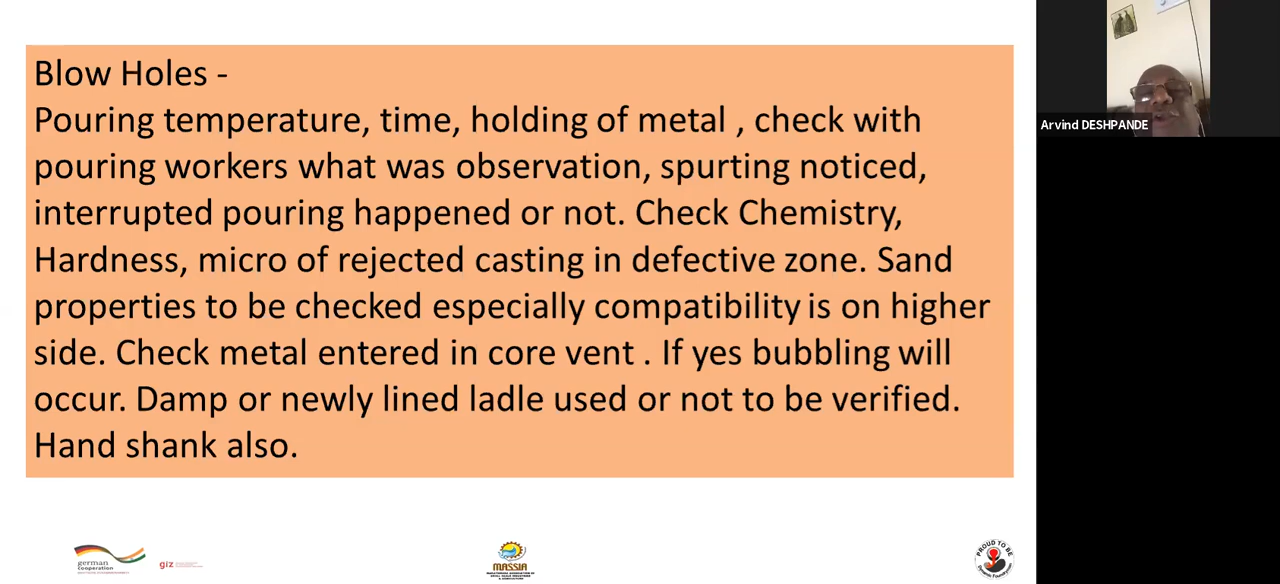 Blow Holes -
Pouring temperature, time, holding of metal , check with
pouring workers what was observation, spurting noticed,
interrupted pouring happened or not. Check Chemistry,
Hardness, micro of rejected casting in defective zone. Sand
properties to be checked especially compatibility is on higher
side. Check metal entered in core vent . If yes bubbling will
occur. Damp or newly lined ladle used or not to be verified.
Hand shank also.
Arvind DESHPANDE
german
cooperation
giz
MASSIA
PROUD TO BE